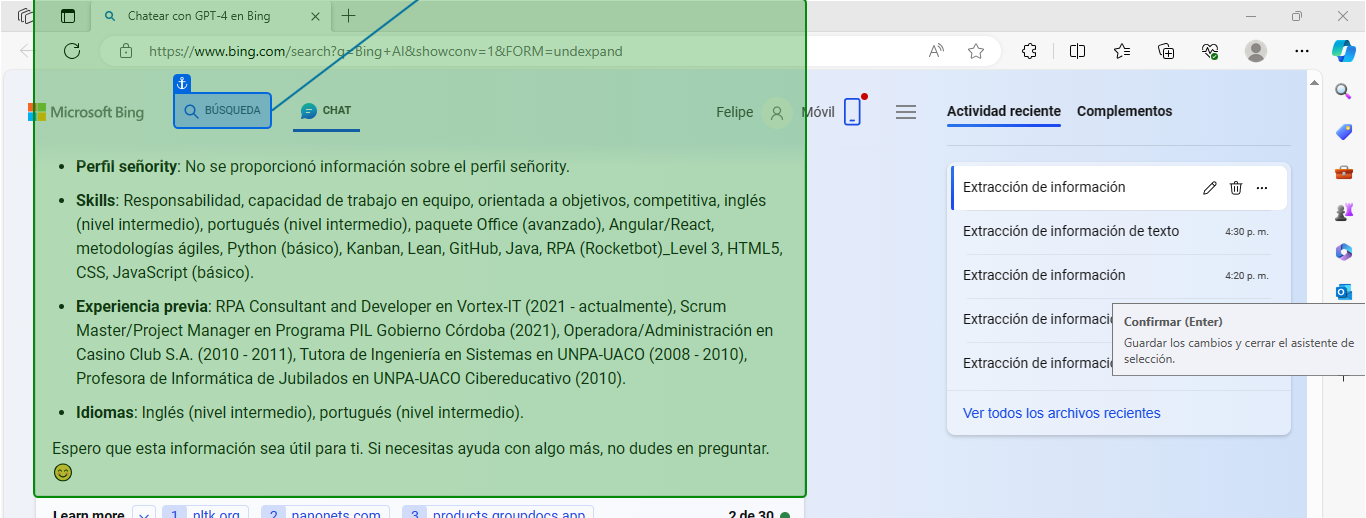 Chatear con GPT-4 en Bing
https://www.bing.com/search?q=Bing+AI&showconv=1&FORM=undexpand
Microsoft Bing
BÚSQUEDA
CHAT
Felipe
Móvil
Actividad reciente
Complementos
• Perfil señority: No se proporcionó información sobre el perfil señority.
• Skills: Responsabilidad, capacidad de trabajo en equipo, orientada a objetivos, competitiva, inglés
(nivel intermedio), portugués (nivel intermedio), paquete Office (avanzado), Angular/React,
metodologías ágiles, Python (básico), Kanban, Lean, GitHub, Java, RPA (Rocketbot)_Level 3, HTML5,
CSS, JavaScript (básico).
• Experiencia previa: RPA Consultant and Developer en Vortex-IT (2021 - actualmente), Scrum
Master/Project Manager en Programa PIL Gobierno Córdoba (2021), Operadora/Administración en
Casino Club S.A. (2010 - 2011), Tutora de Ingeniería en Sistemas en UNPA-UACO (2008 - 2010),
Profesora de Informática de Jubilados en UNPA-UACO Cibereducativo (2010).
• Idiomas: Inglés (nivel intermedio), portugués (nivel intermedio).
Espero que esta información sea útil para ti. Si necesitas ayuda con algo más, no dudes en preguntar.
😊
Learn more
1 nltk.org
2 nanonets.com
3 products.groupdocs.app
2 de 30
Extracción de información
Extracción de información de texto 4:30 p. m.
Extracción de información 4:20 p. m.
Extracción de informació
Extracción de informació
Ver todos los archivos recientes
Confirmar (Enter)
Guardar los cambios y cerrar el asistente de
selección.